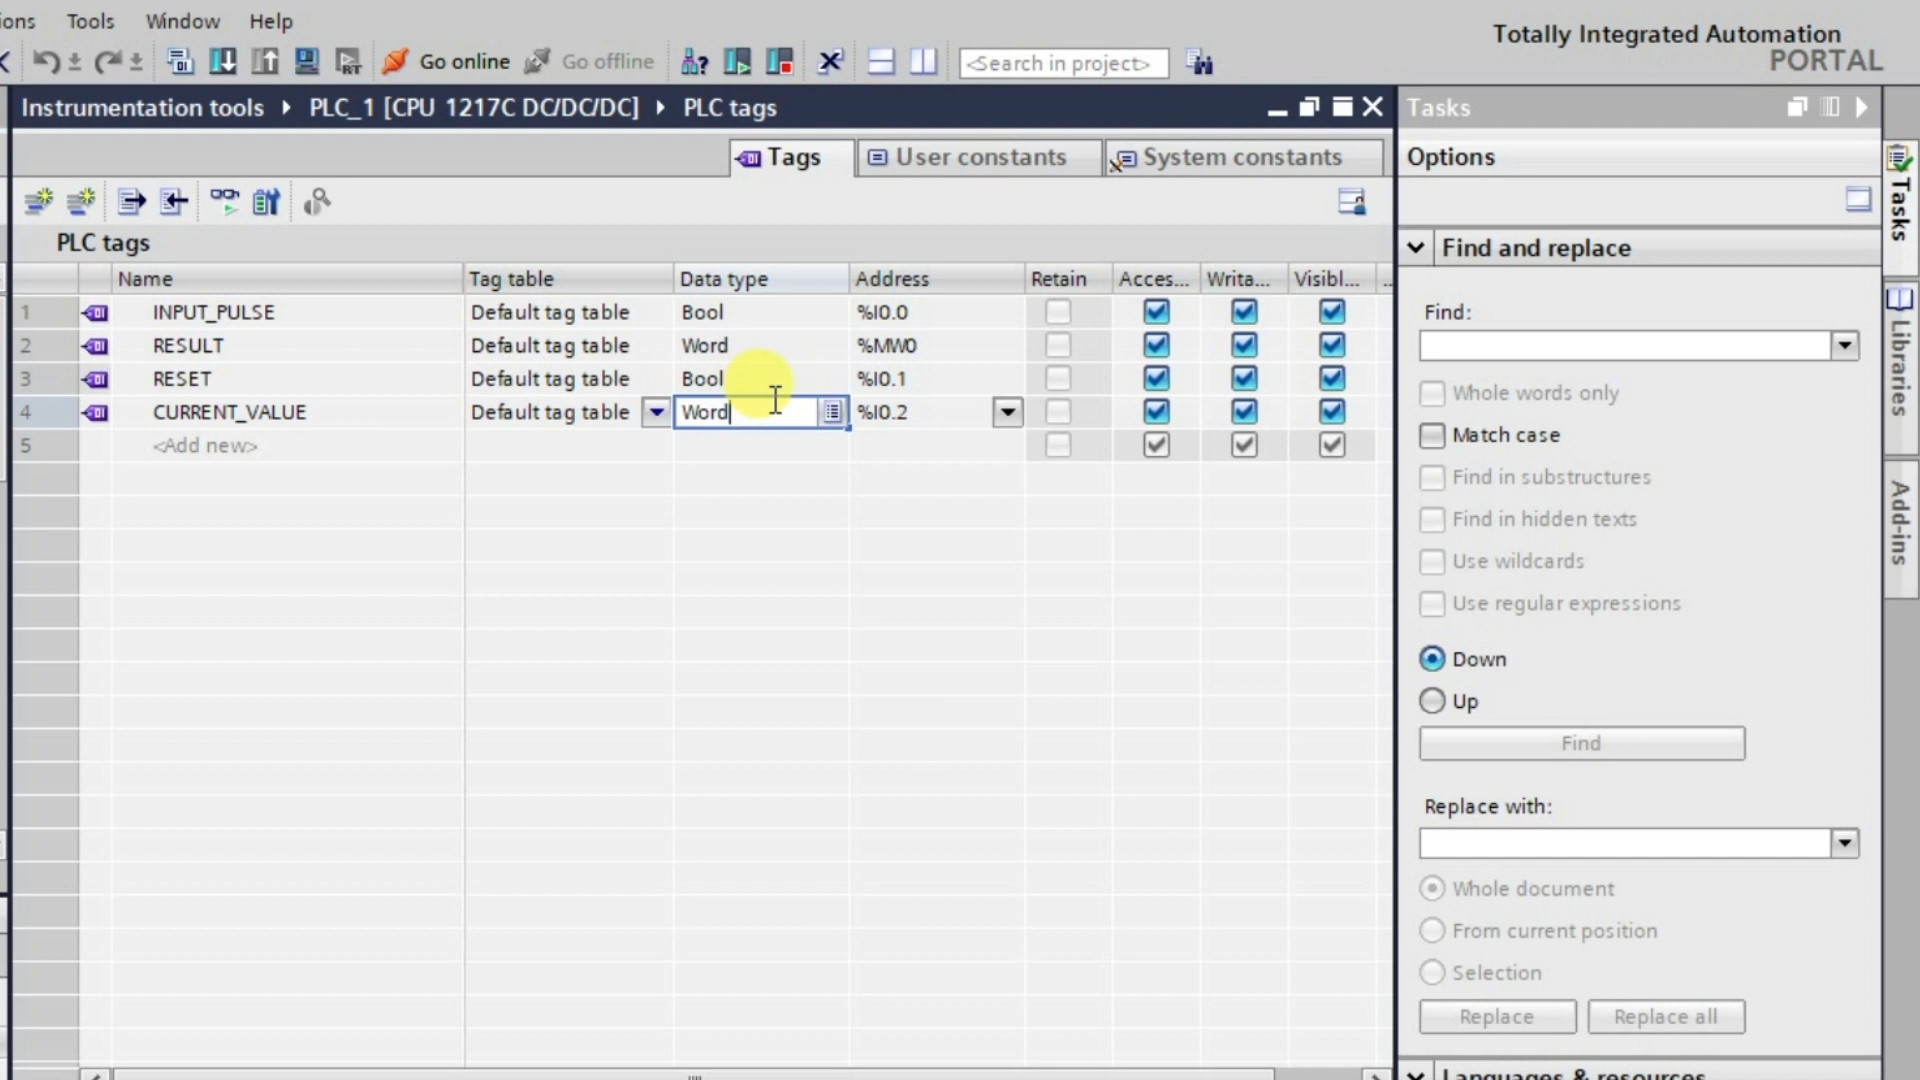 ions Tools Window Help
Totally Integrated Automation
PORTAL
Go online Go offline <Search in project>
Instrumentation tools PLC_1 [CPU 1217C DC/DC/DC] PLC tags
Tasks
Tags User constants System constants
Options
PLC tags
Name Tag table Data type Address Retain Acces... Writa... Visibl... ..
1 INPUT_PULSE Default tag table Bool %I0.0
2 RESULT Default tag table Word %MW0
3 RESET Default tag table Bool %I0.1
4 CURRENT_VALUE Default tag table Word %I0.2
5 <Add new>
Find and replace
Find:
Whole words only
Match case
Find in substructures
Find in hidden texts
Use wildcards
Use regular expressions
Down
Up
Find
Replace with:
Whole document
From current position
Selection
Replace Replace all
Languages & resources
Tasks
Libraries
Add-ins